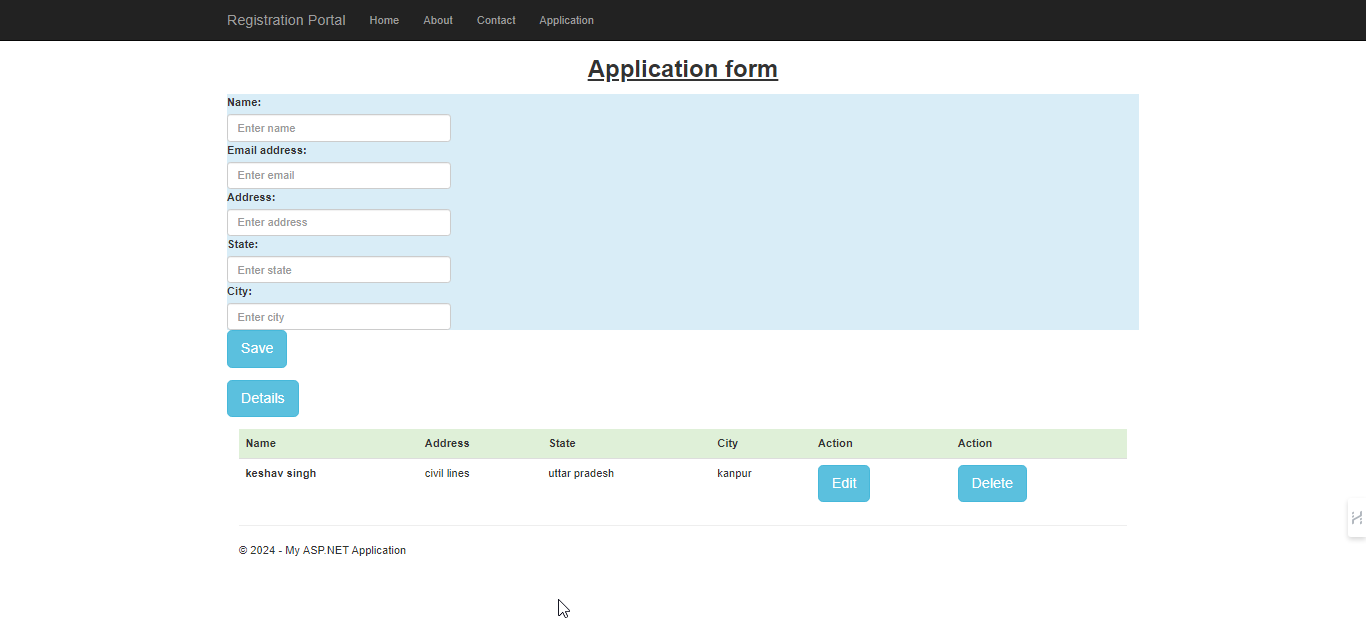 Registration Portal Home About Contact Application
Application form
Name:
Enter name
Email address:
Enter email
Address:
Enter address
State:
Enter state
City:
Enter city
Save
Details
Name Address State City Action Action
keshav singh civil lines uttar pradesh kanpur Edit Delete
© 2024 - My ASP.NET Application